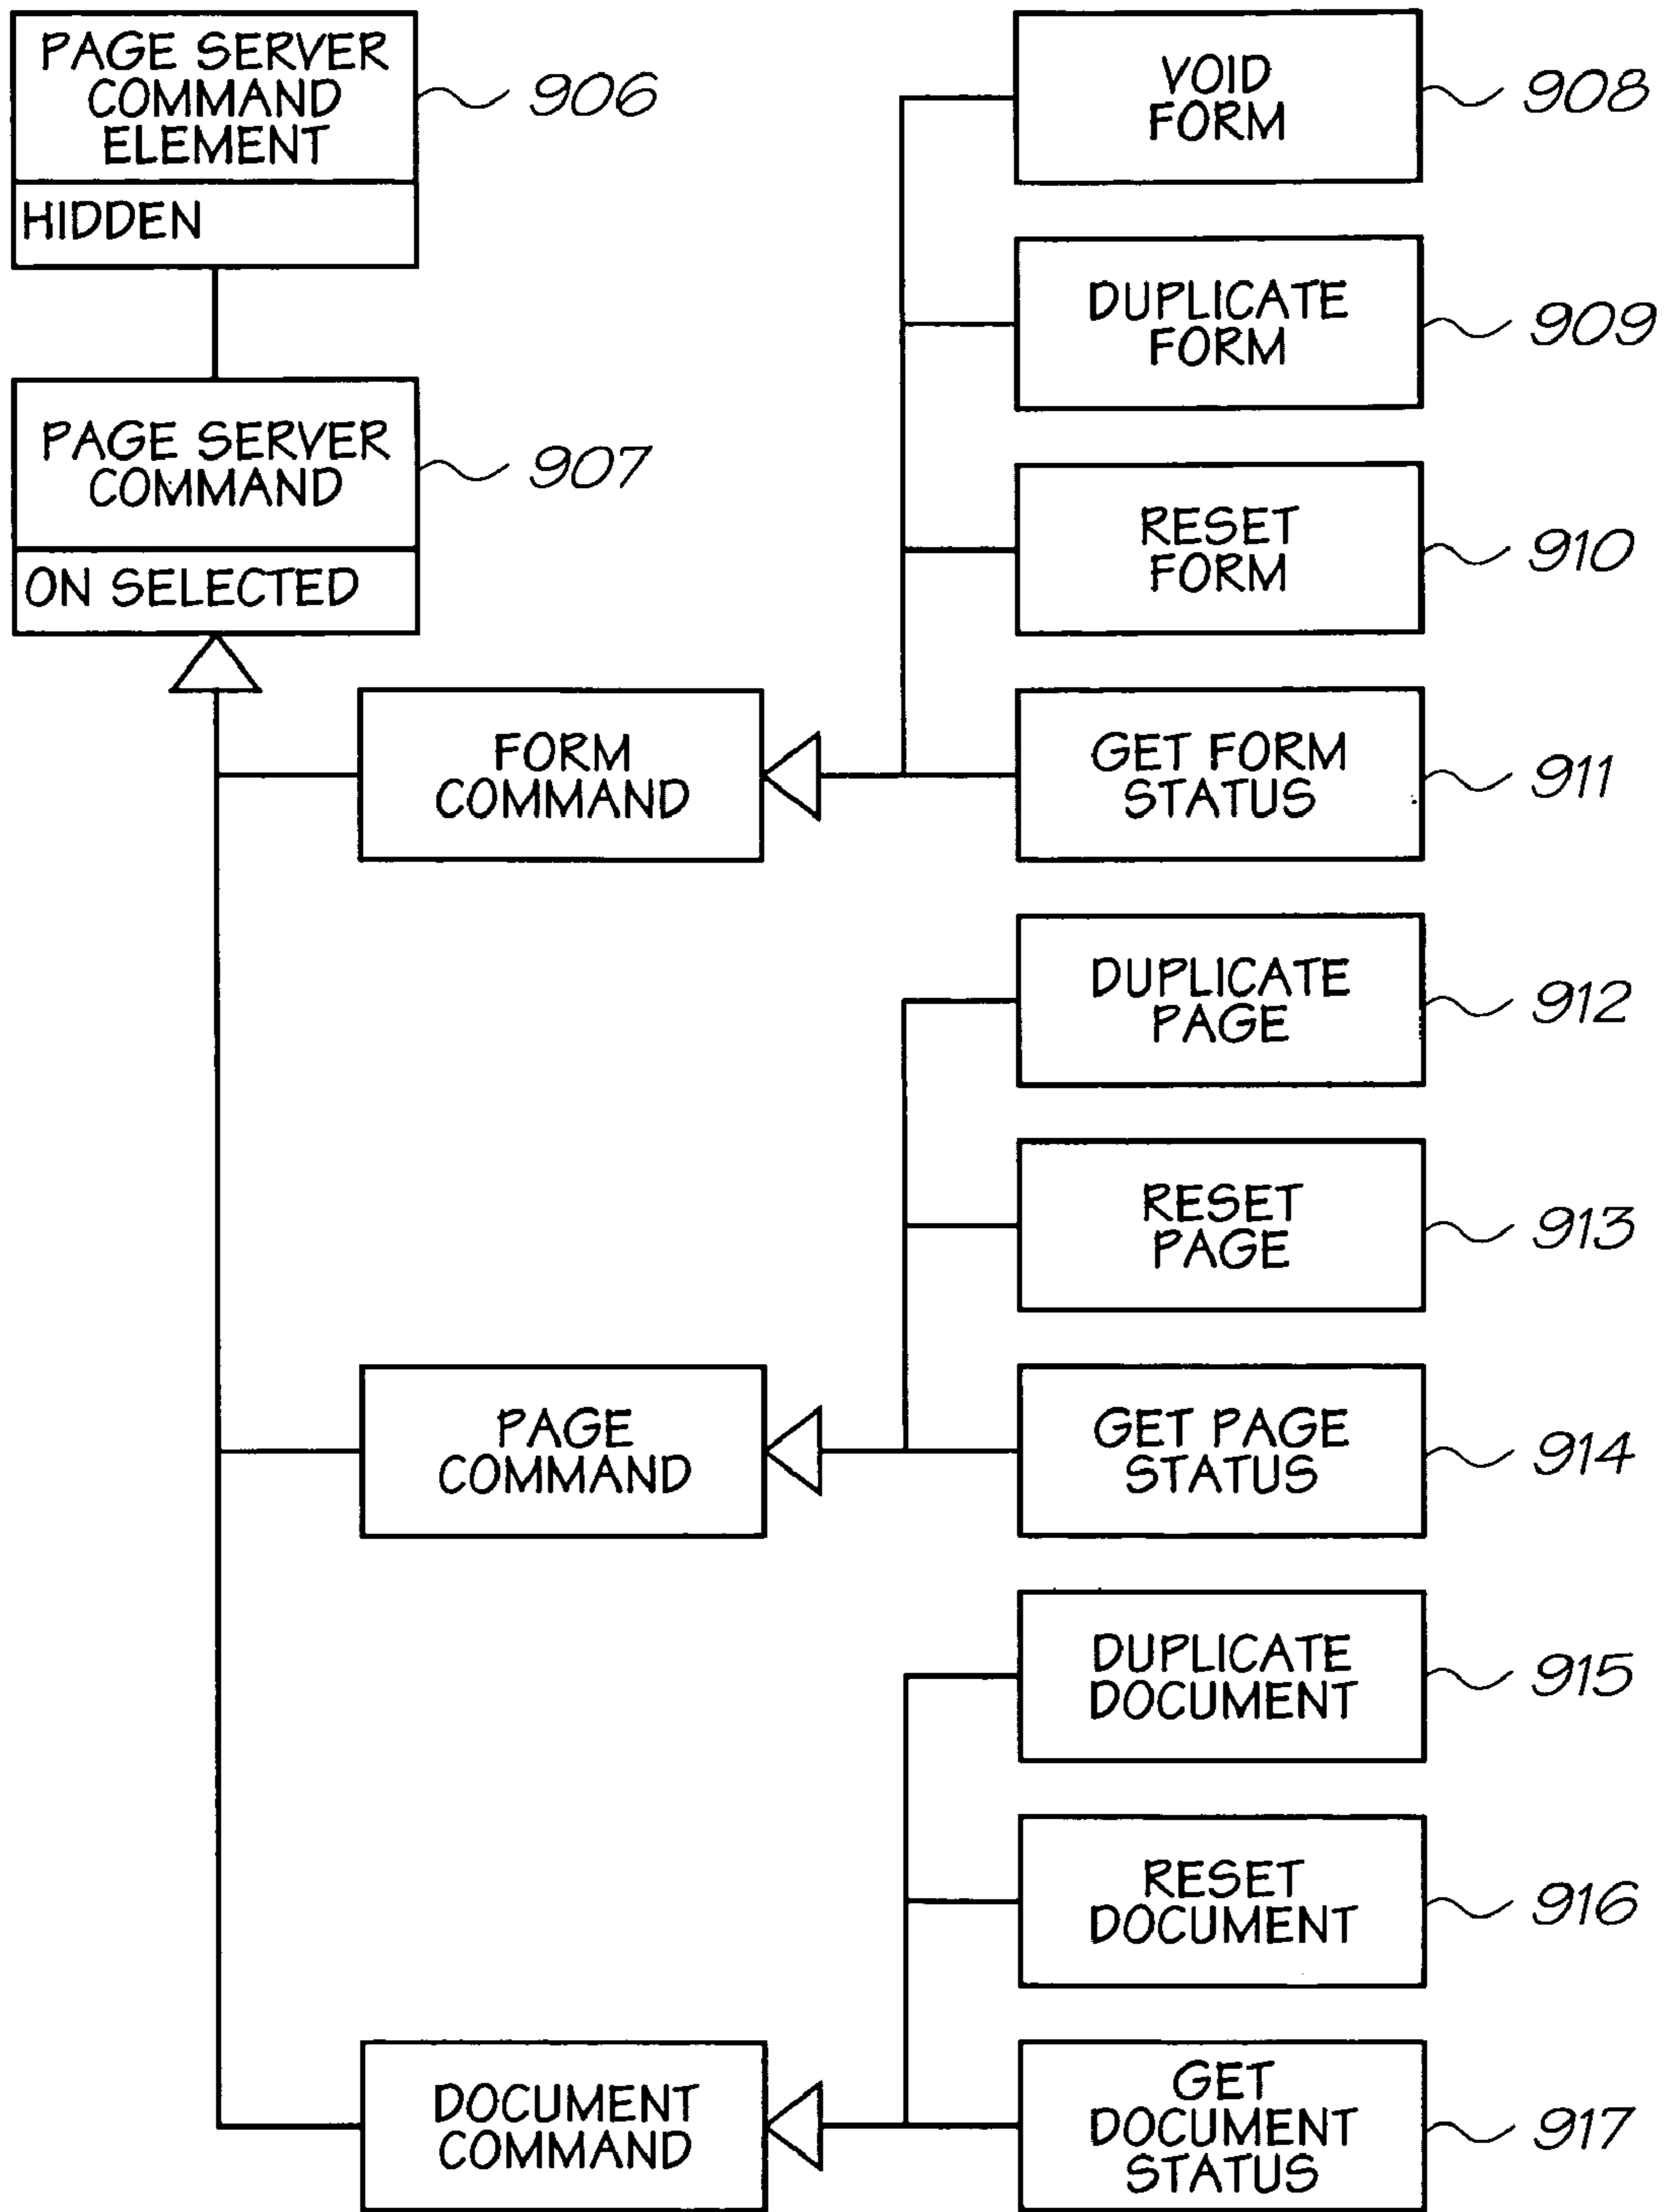 PAGE SERVER
COMMAND
ELEMENT
906
HIDDEN
PAGE SERVER
COMMAND
907
ON SELECTED
VOID
FORM
908
DUPLICATE
FORM
909
RESET
FORM
910
FORM
COMMAND
GET FORM
STATUS
911
DUPLICATE
PAGE
912
RESET
PAGE
913
PAGE
COMMAND
GET PAGE
STATUS
914
DUPLICATE
DOCUMENT
915
RESET
DOCUMENT
916
DOCUMENT
COMMAND
GET
DOCUMENT
STATUS
917